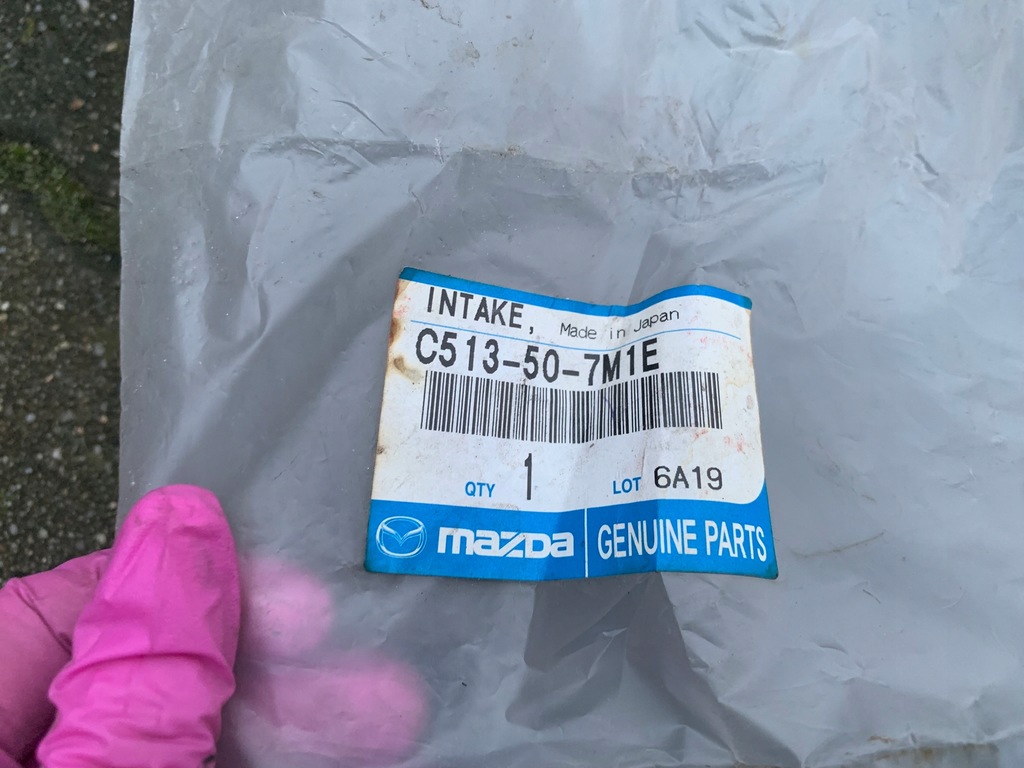 INTAKE, Made in Japan
C513-50-7M1E
QTY 1 LOT 6A19
mazda GENUINE PARTS